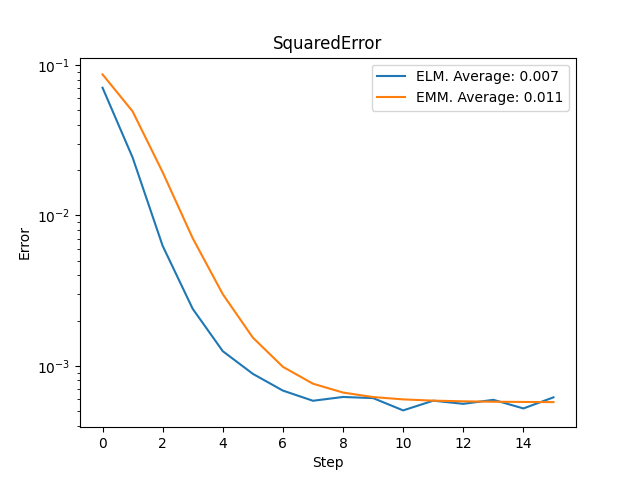 SquaredError
ELM. Average: 0.007
EMM. Average: 0.011
10⁻¹
10⁻²
10⁻³
Error
0 2 4 6 8 10 12 14
Step